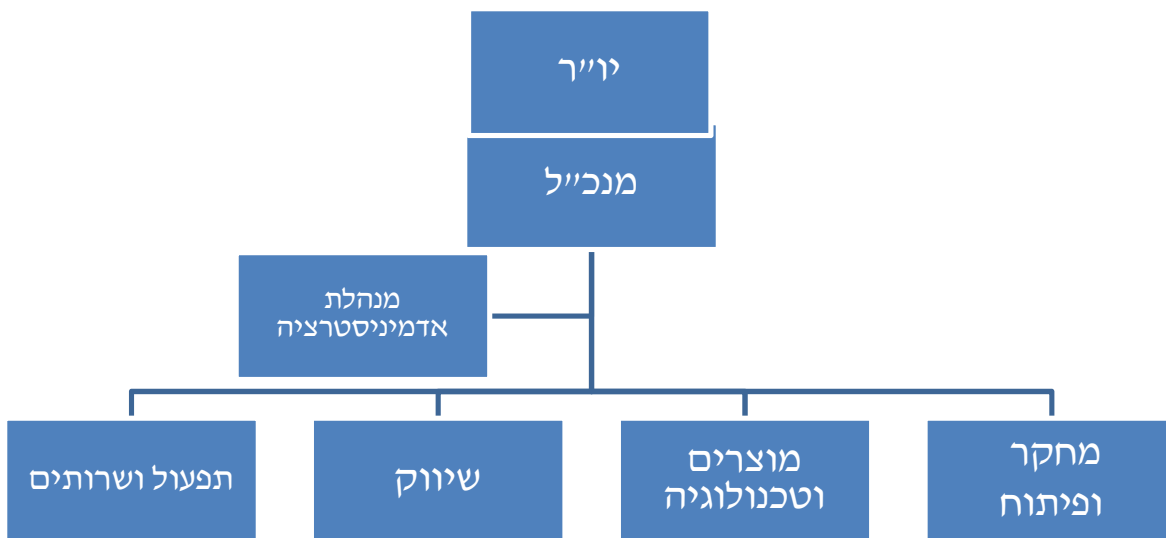 יו״ר
מנכ״ל
מנהלת
אדמיניסטרציה
מחקר
ופיתוח
מוצרים
וטכנולוגיה
שיווק
תפעול ושרותים